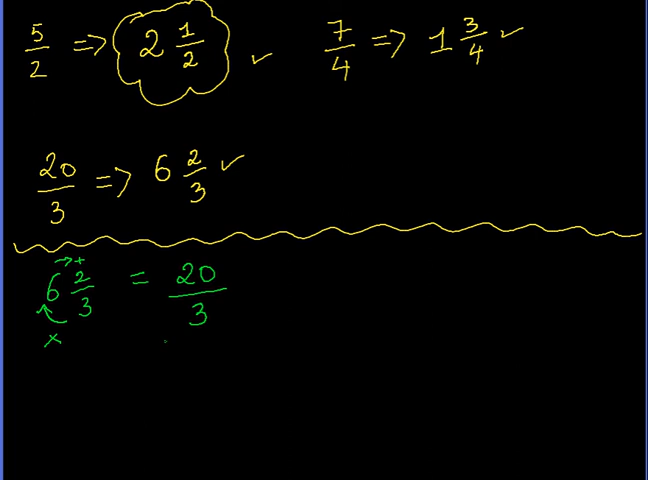 5/2 => 2 1/2 ✓ 7/4 => 1 3/4 ✓
20/3 => 6 2/3 ✓
→ +
6 2/3 = 20/3
×